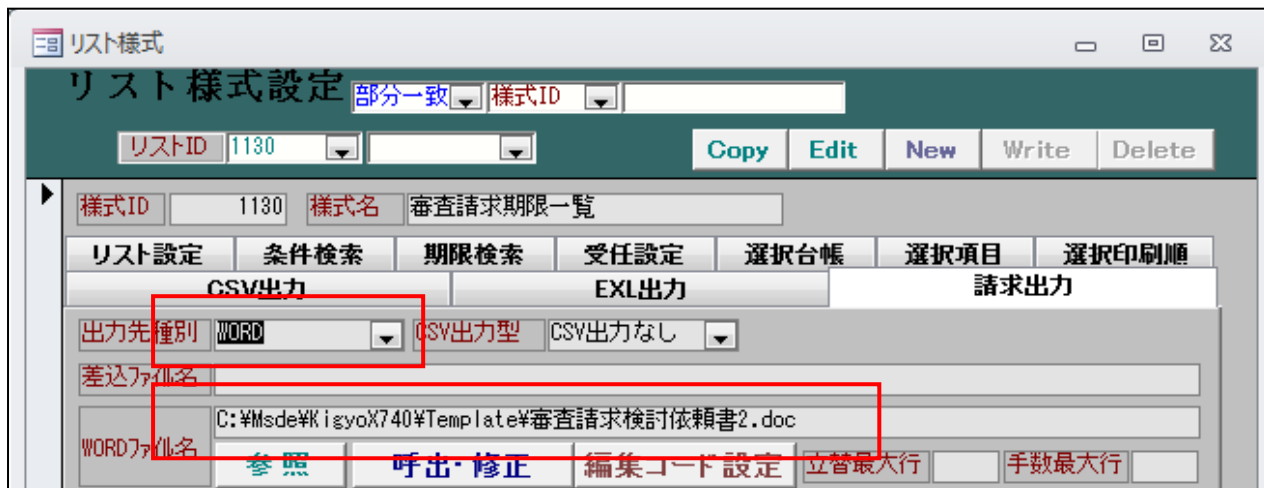 リスト様式
リスト様式設定 部分一致 様式ID
リストID 1130 Copy Edit New Write Delete
様式ID 1130 様式名 審査請求期限一覧
リスト設定 条件検索 期限検索 受任設定 選択台帳 選択項目 選択印刷順
CSV出力 EXL出力 請求出力
出力先種別 WORD CSV出力型 CSV出力なし
差込ファイル名
C:¥Msde¥KigyoX740¥Template¥審査請求検討依頼書2.doc
WORDファイル名 参照 呼出・修正 編集コード設定 立替最大行 手数最大行